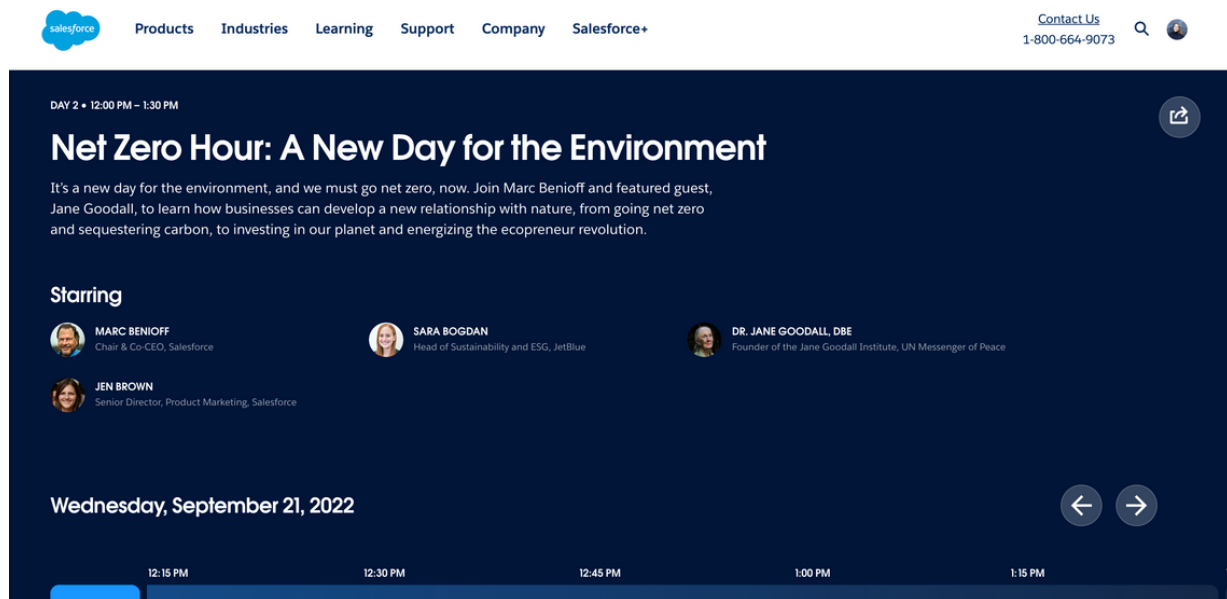 salesforce
Products Industries Learning Support Company Salesforce+
Contact Us
1-800-664-9073
DAY 2 • 12:00 PM – 1:30 PM
Net Zero Hour: A New Day for the Environment
It's a new day for the environment, and we must go net zero, now. Join Marc Benioff and featured guest,
Jane Goodall, to learn how businesses can develop a new relationship with nature, from going net zero
and sequestering carbon, to investing in our planet and energizing the ecopreneur revolution.
Starring
MARC BENIOFF
Chair & Co-CEO, Salesforce
SARA BOGDAN
Head of Sustainability and ESG, JetBlue
DR. JANE GOODALL, DBE
Founder of the Jane Goodall Institute, UN Messenger of Peace
JEN BROWN
Senior Director, Product Marketing, Salesforce
Wednesday, September 21, 2022
12:15 PM 12:30 PM 12:45 PM 1:00 PM 1:15 PM